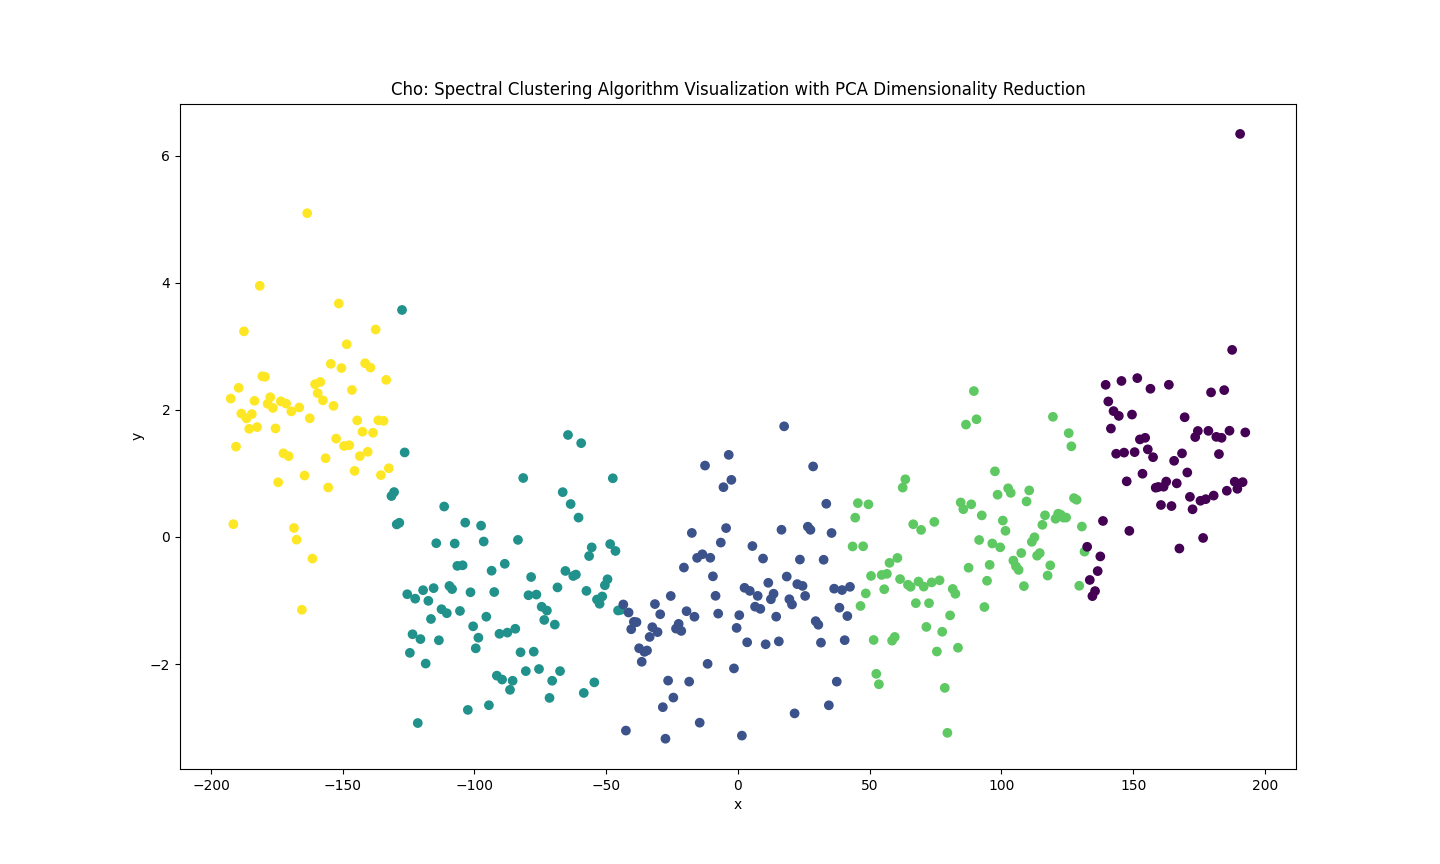 Cho: Spectral Clustering Algorithm Visualization with PCA Dimensionality Reduction
6
4
2
0
−2
y
−200 −150 −100 −50 0 50 100 150 200
x